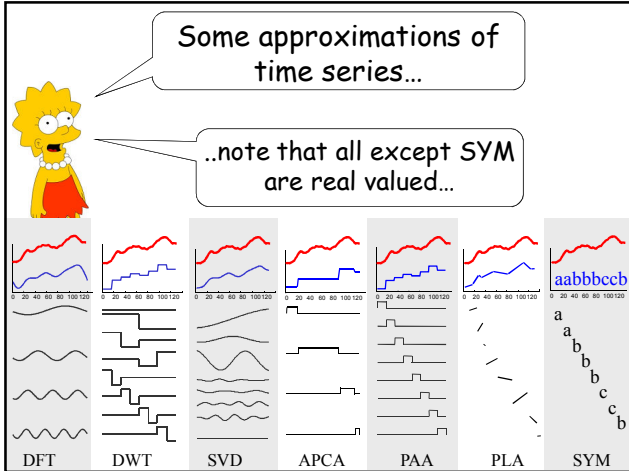 Some approximations of
time series…
..note that all except SYM
are real valued…
0 20 40 60 80 100 120
0 20 40 60 80 100 120
0 20 40 60 80 100 120
0 20 40 60 80 100 120
0 20 40 60 80 100 120
0 20 40 60 80 100 120
aabbbccb
0 20 40 60 80 100 120
a
a
b
b
b
c
c
b
DFT
DWT
SVD
APCA
PAA
PLA
SYM